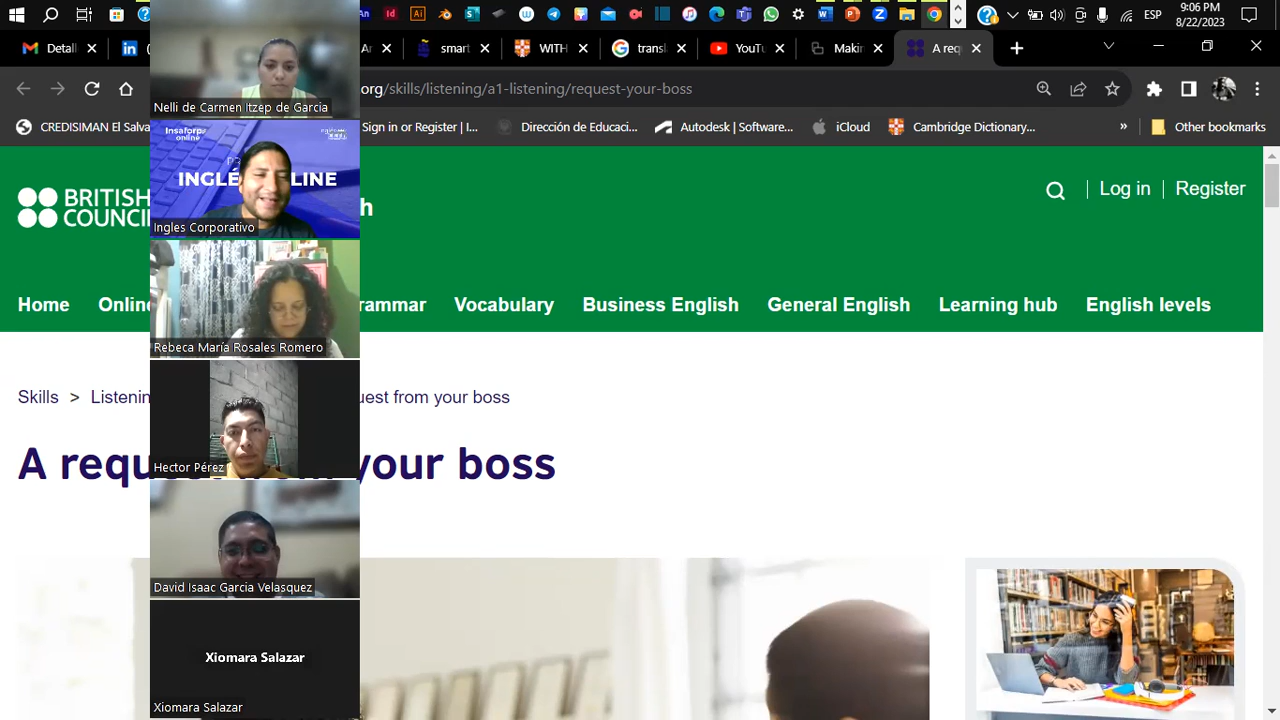 9:06 PM
ESP
8/22/2023
Detall
smart
WITH
transl
YouTu
Makin
A req
org/skills/listening/a1-listening/request-your-boss
CREDISIMAN El Salva
Sign in or Register | I...
Dirección de Educaci...
Autodesk | Software...
iCloud
Cambridge Dictionary...
»
Other bookmarks
BRITISH
COUNCI
h
Log in
Register
Home
Online
rammar
Vocabulary
Business English
General English
Learning hub
English levels
Skills > Listenin
uest from your boss
A requ
your boss
Nelli de Carmen Itzep de Garcia
Insaforp
online
INGLÉ
LINE
Ingles Corporativo
Rebeca María Rosales Romero
Hector Pérez
David Isaac Garcia Velasquez
Xiomara Salazar
Xiomara Salazar